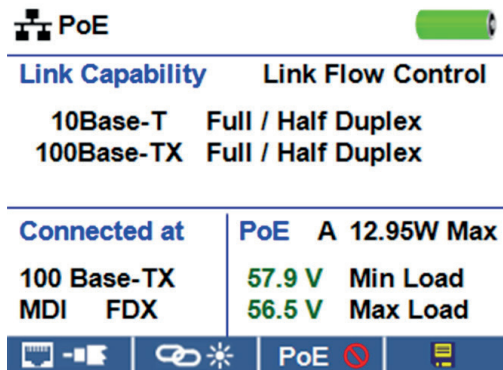 PoE
Link Capability Link Flow Control
10Base-T Full / Half Duplex
100Base-TX Full / Half Duplex
Connected at
100 Base-TX
MDI FDX
PoE A 12.95W Max
57.9 V Min Load
56.5 V Max Load
PoE